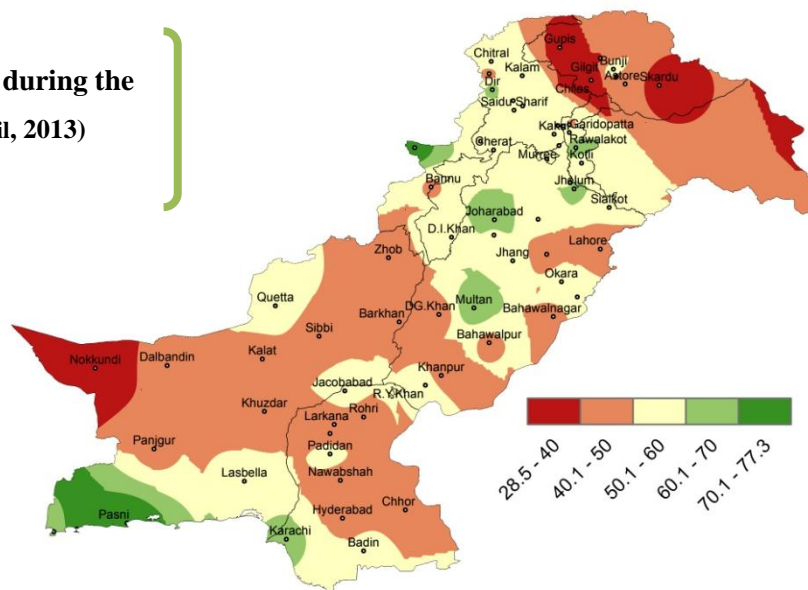 during the
il, 2013)
Gupis
Chitral
Kalam
Bunji
Gilgit
Dir
Astore
Skardu
Chilas
Saidu Sharif
Kakul
Garidopatta
Cherat
Rawalakot
Murree
Kotli
Bannu
Jhelum
Joharabad
Sialkot
D.I.Khan
Zhob
Lahore
Jhang
Okara
Quetta
D.G.Khan
Multan
Bahawalnagar
Barkhan
Sibbi
Bahawalpur
Nokkundi
Dalbandin
Kalat
Khanpur
Jacobabad
R.Y.Khan
Khuzdar
Larkana
Rohri
Panjgur
Padidan
Lasbella
Nawabshah
Pasni
Hyderabad
Chhor
Karachi
Badin
28.5 - 40
40.1 - 50
50.1 - 60
60.1 - 70
70.1 - 77.3